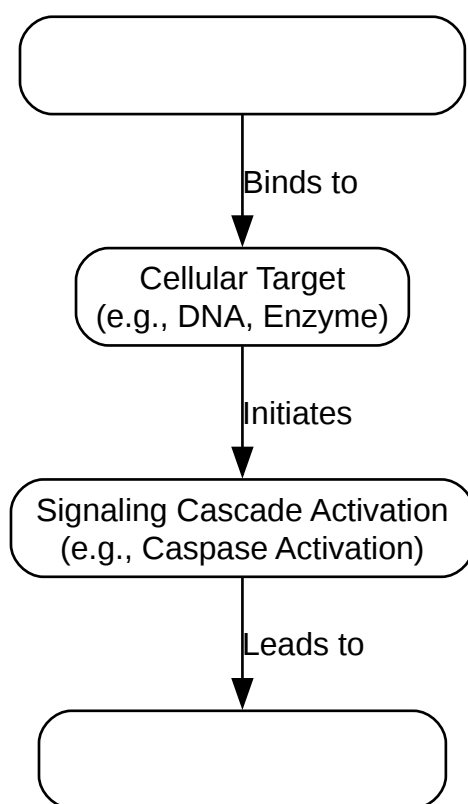 Binds to
Cellular Target
(e.g., DNA, Enzyme)
Initiates
Signaling Cascade Activation
(e.g., Caspase Activation)
Leads to